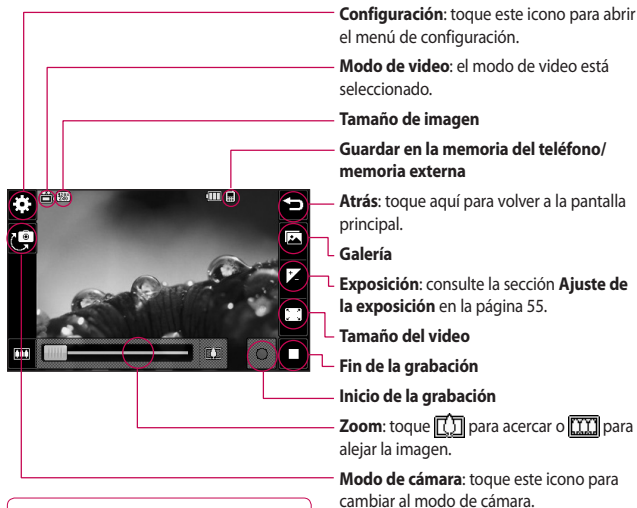 Configuración: toque este icono para abrir
el menú de configuración.
Modo de video: el modo de video está
seleccionado.
Tamaño de imagen
Guardar en la memoria del teléfono/
memoria externa
Atrás: toque aquí para volver a la pantalla
principal.
Galería
Exposición: consulte la sección Ajuste de
la exposición en la página 55.
Tamaño del video
Fin de la grabación
Inicio de la grabación
Zoom: toque para acercar o para
alejar la imagen.
Modo de cámara: toque este icono para
cambiar al modo de cámara.